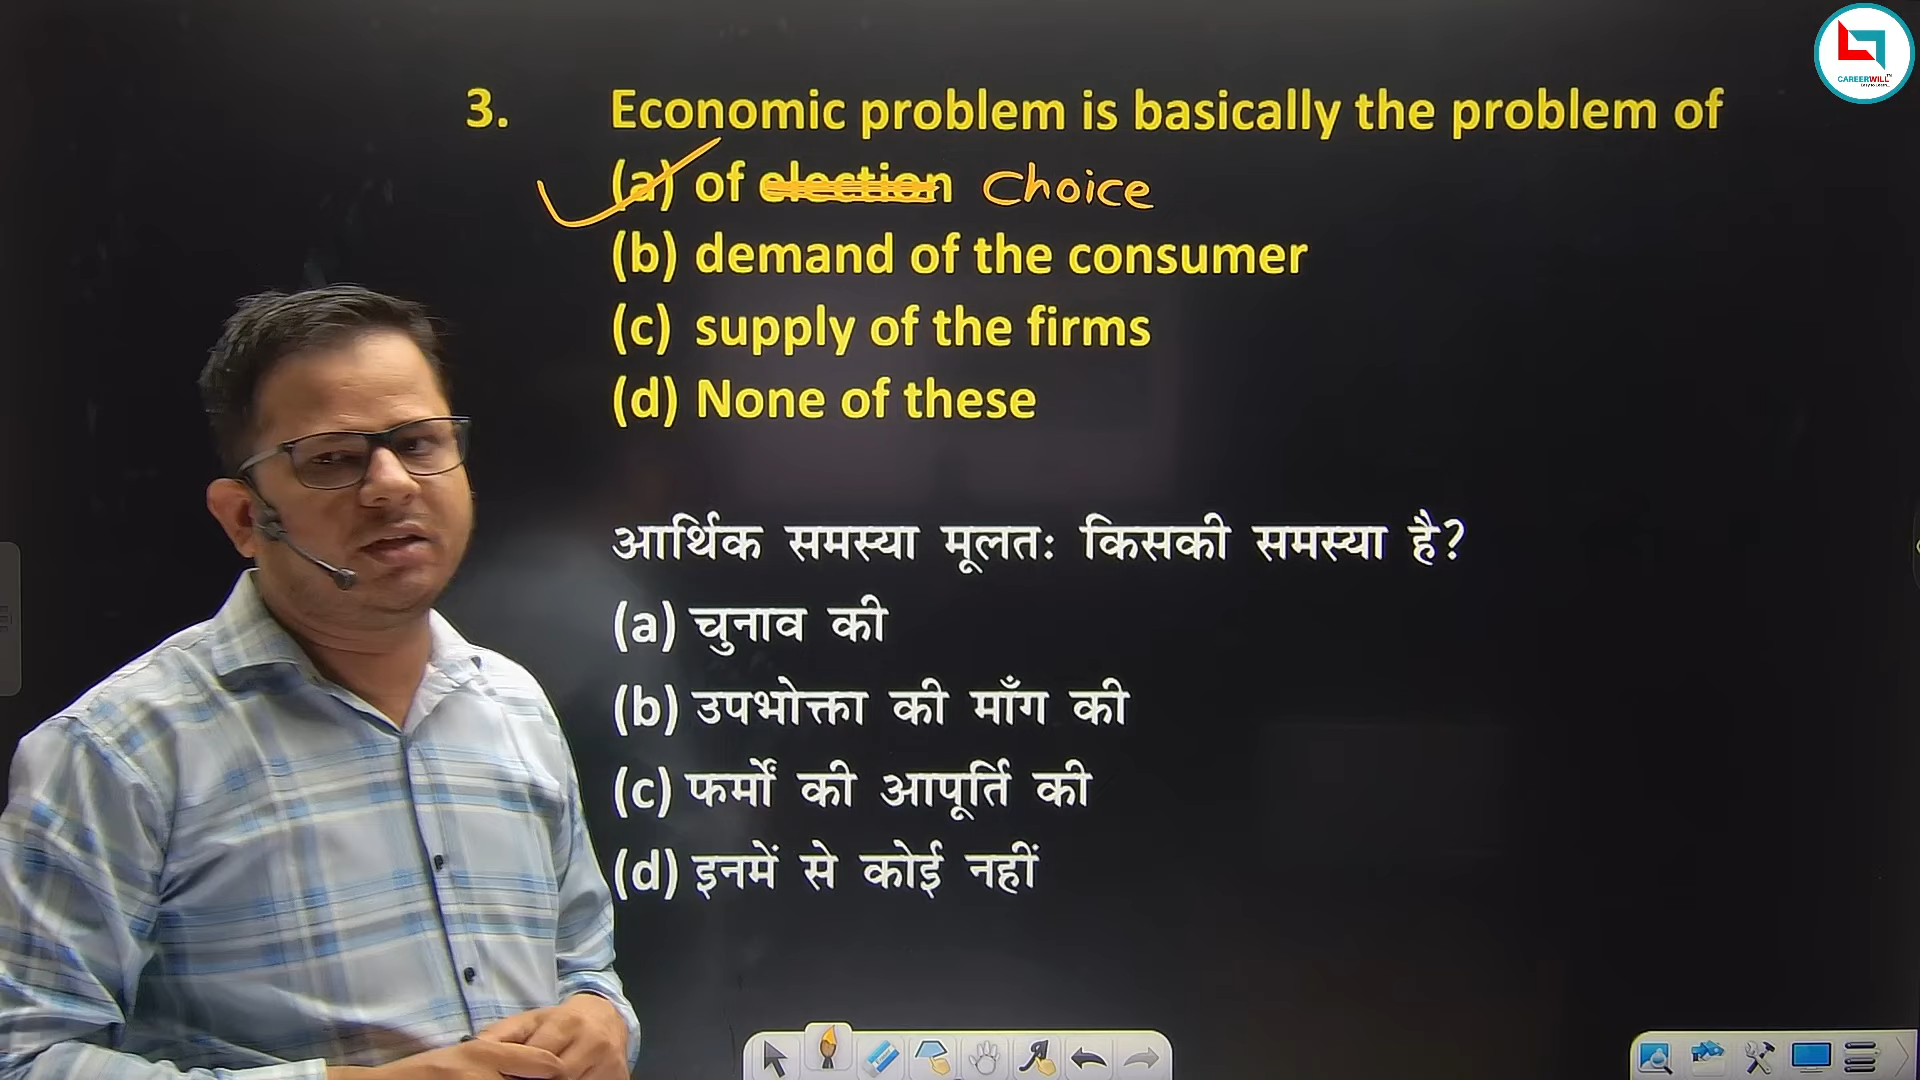 CAREERWILL
3. Economic problem is basically the problem of
(a) of election Choice
(b) demand of the consumer
(c) supply of the firms
(d) None of these
आर्थिक समस्या मूलतः किसकी समस्या है?
(a) चुनाव की
(b) उपभोक्ता की माँग की
(c) फर्मों की आपूर्ति की
(d) इनमें से कोई नहीं